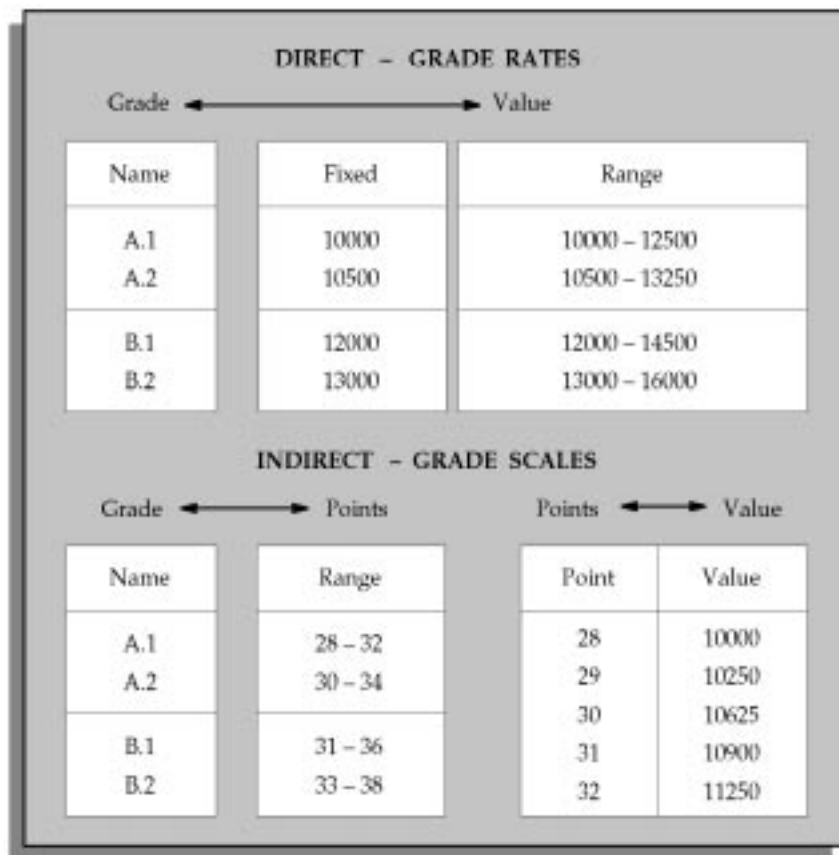 DIRECT – GRADE RATES
Grade Value
Name Fixed Range
A.1 10000 10000 – 12500
A.2 10500 10500 – 13250
B.1 12000 12000 – 14500
B.2 13000 13000 – 16000
INDIRECT – GRADE SCALES
Grade Points Points Value
Name Range Point Value
A.1 28 – 32 28 10000
A.2 30 – 34 29 10250
30 10625
B.1 31 – 36 31 10900
B.2 33 – 38 32 11250